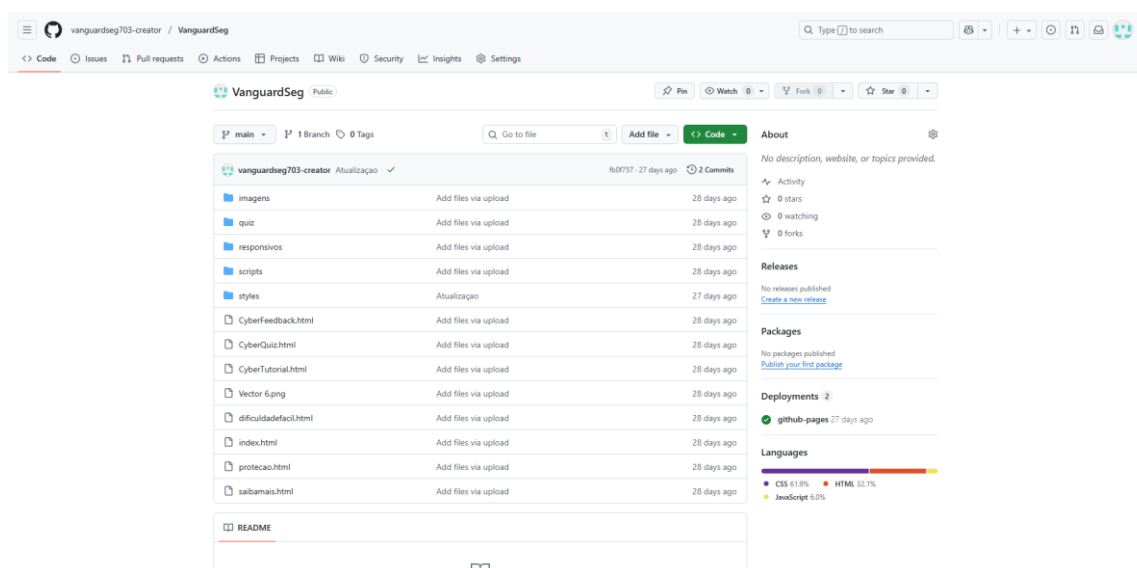 vanguardseg703-creator / VanguardSeg
Type / to search
Code Issues Pull requests Actions Projects Wiki Security Insights Settings
VanguardSeg Public
Pin Watch 0 Fork 0 Star 0
main 1 Branch 0 Tags Go to file t Add file Code
About
No description, website, or topics provided.
vanguardseg703-creator Atualizaçao fb0f757 · 27 days ago 2 Commits
imagens Add files via upload 28 days ago
quiz Add files via upload 28 days ago
responsivos Add files via upload 28 days ago
scripts Add files via upload 28 days ago
styles Atualizaçao 27 days ago
CyberFeedback.html Add files via upload 28 days ago
CyberQuiz.html Add files via upload 28 days ago
CyberTutorial.html Add files via upload 28 days ago
Vector 6.png Add files via upload 28 days ago
dificuldadefacil.html Add files via upload 28 days ago
index.html Add files via upload 28 days ago
protecao.html Add files via upload 28 days ago
saibamais.html Add files via upload 28 days ago
README
Activity
0 stars
0 watching
0 forks
Releases
No releases published
Create a new release
Packages
No packages published
Publish your first package
Deployments 2
github-pages 27 days ago
Languages
CSS 61.9% HTML 32.1%
JavaScript 6.0%